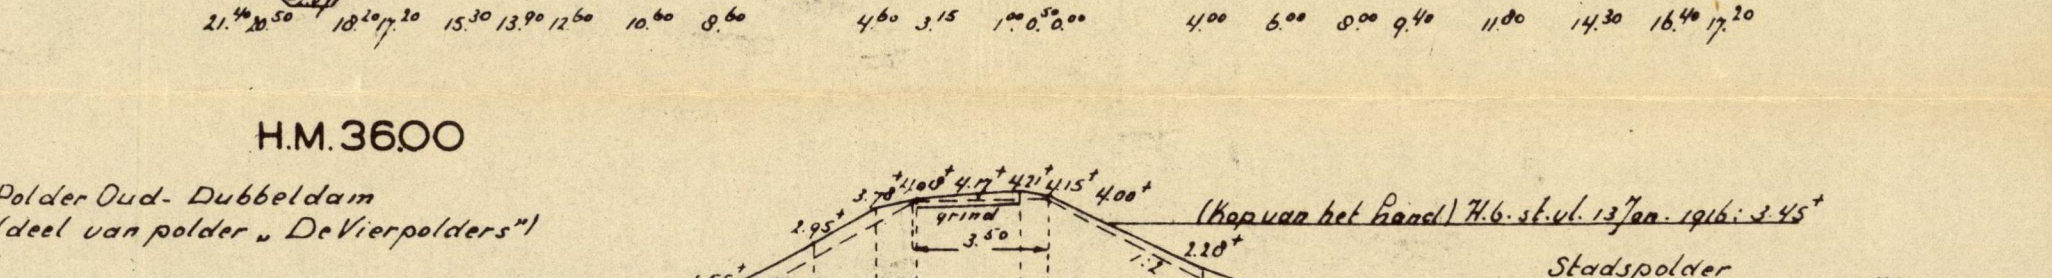 21.40 20.50 18.20 17.20 15.30 13.90 12.60 10.60 8.60 4.60 3.15 1.00 0.50 0.00 4.00 6.00 8.00 9.40 11.80 14.30 16.40 17.20
H.M. 36.00
Polder Oud-Dubbeldam
(deel van polder „De Vierpolders")
2.95+ 3.78+ 4.08+ 4.17+ 4.21+ 4.15+ 4.00+
grind
3.50
(Kop van het Land) H.b.st.vl. 13 Jan. 1916: 3.45+
2.28+
1:2
Stadspolder